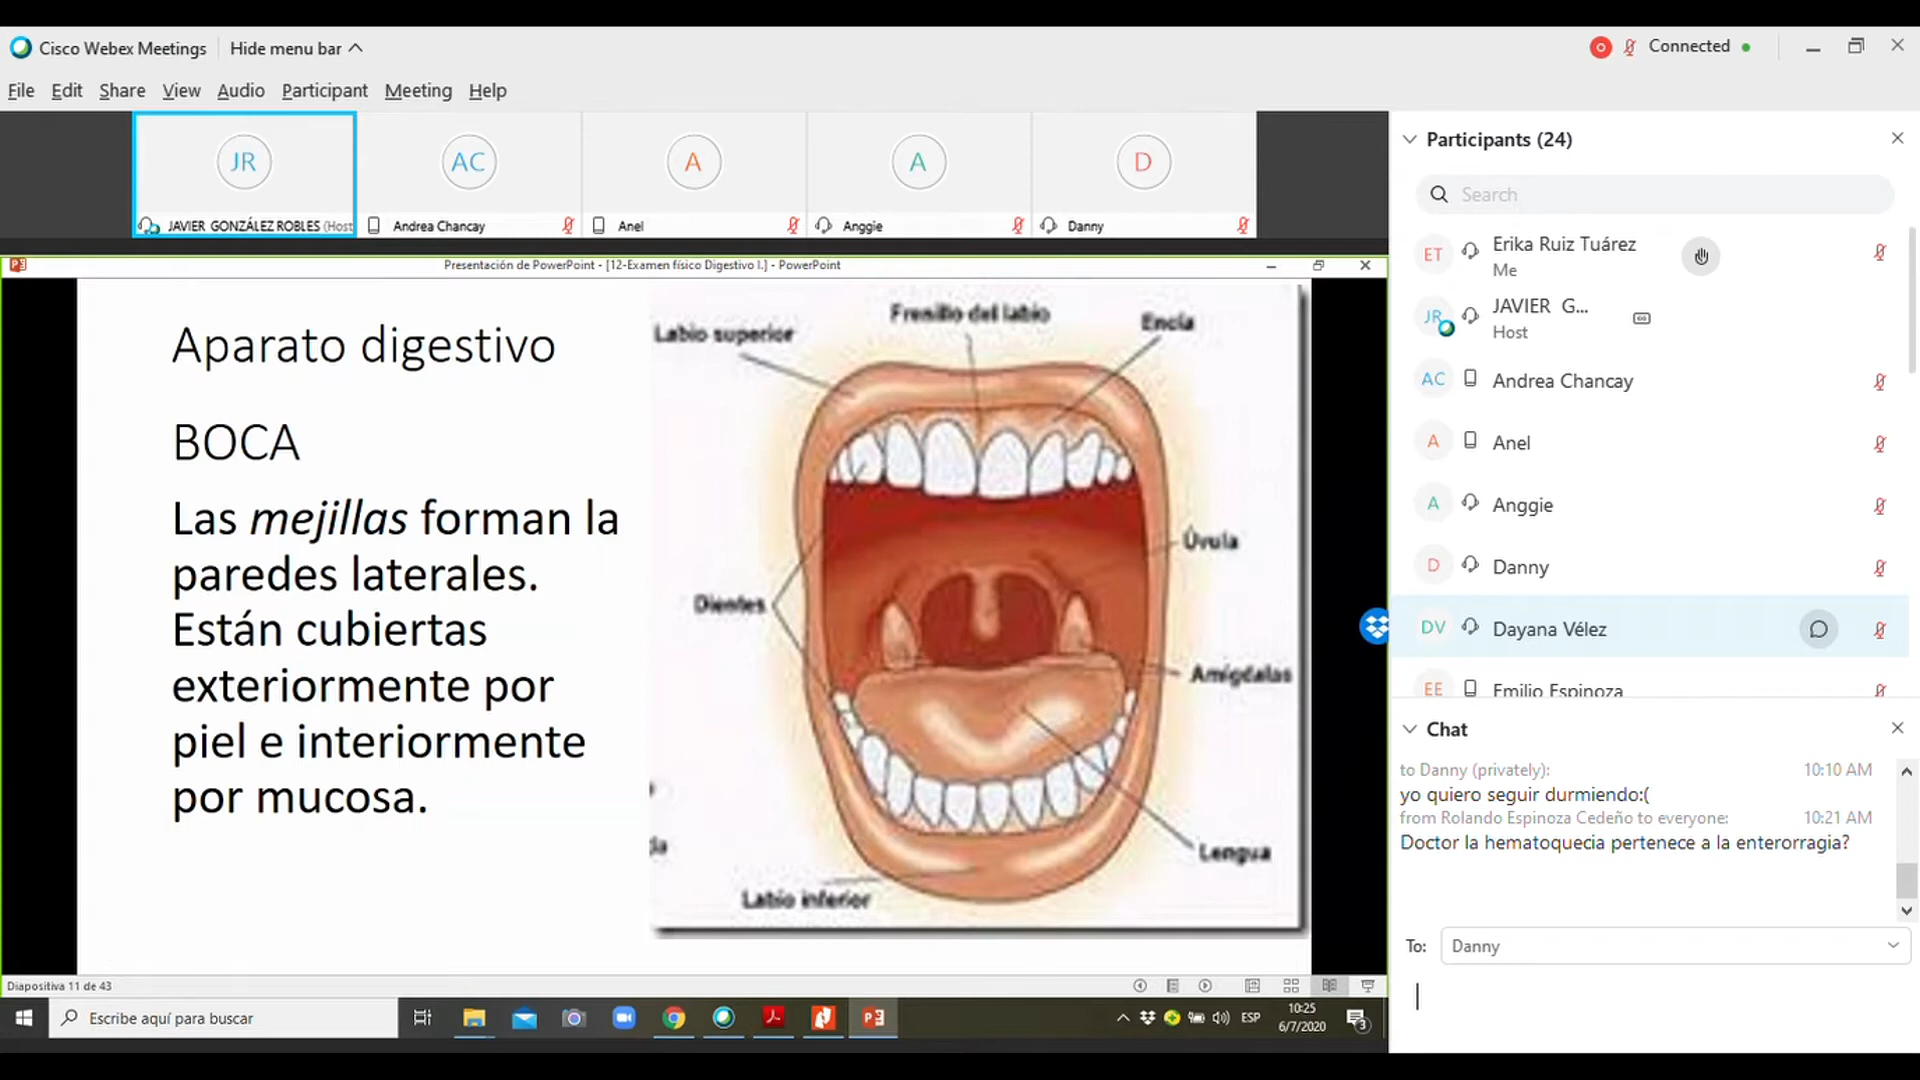 Cisco Webex Meetings
Hide menu bar
Connected
File Edit Share View Audio Participant Meeting Help
JR
AC
A
A
D
JAVIER GONZÁLEZ ROBLES (Host
Andrea Chancay
Anel
Anggie
Danny
Presentación de PowerPoint - [12-Examen físico Digestivo I.] - PowerPoint
Aparato digestivo
BOCA
Las mejillas forman la
paredes laterales.
Están cubiertas
exteriormente por
piel e interiormente
por mucosa.
Labio superior
Frenillo del labio
Encía
Úvula
Dientes
Amígdalas
Lengua
Labio inferior
da
Diapositiva 11 de 43
Escribe aquí para buscar
ESP
10:25
6/7/2020
3
Participants (24)
Search
ET
Erika Ruiz Tuárez
Me
JR
JAVIER G...
Host
AC
Andrea Chancay
A
Anel
A
Anggie
D
Danny
DV
Dayana Vélez
EE
Emilio Espinoza
Chat
to Danny (privately): 10:10 AM
yo quiero seguir durmiendo:(
from Rolando Espinoza Cedeño to everyone: 10:21 AM
Doctor la hematoquecia pertenece a la enterorragia?
To: Danny